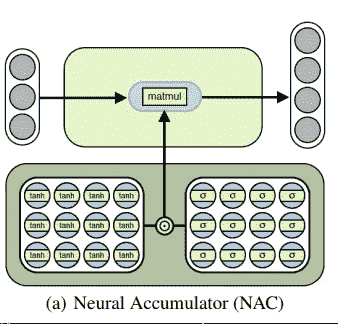 matmul
tanh tanh tanh tanh σ σ σ σ
tanh tanh tanh tanh σ σ σ σ
tanh tanh tanh tanh σ σ σ σ
(a) Neural Accumulator (NAC)